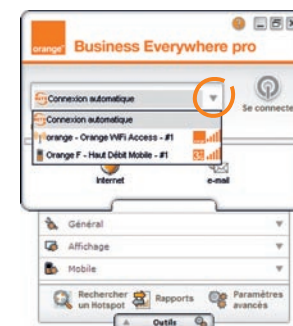 orange
Business Everywhere pro
Connexion automatique
Se connecte
Connexion automatique
orange - Orange WiFi Access - #1
Orange F - Haut Débit Mobile - #1
Internet
e-mail
Général
Affichage
Mobile
Rechercher un Hotspot
Rapports
Paramètres avancés
Outils